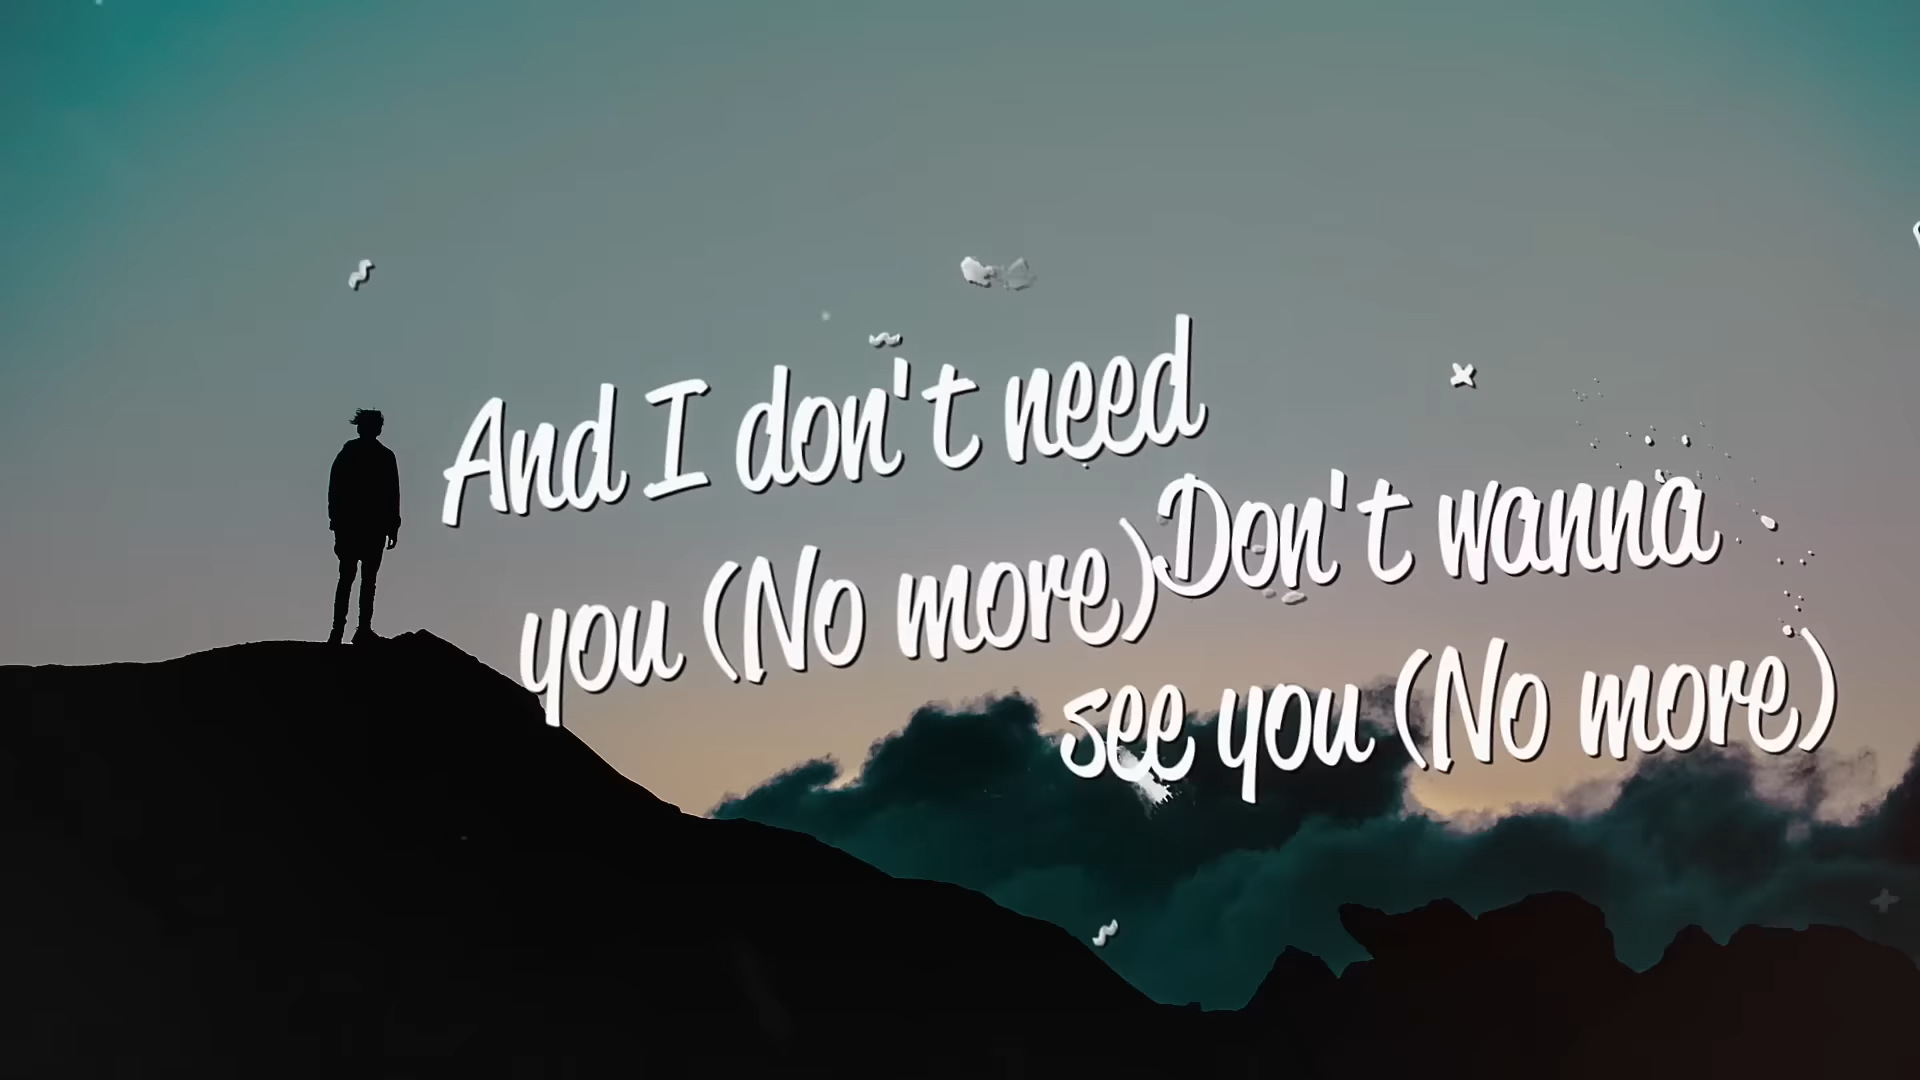 And I don't need
you (No more)
Don't wanna
see you (No more)